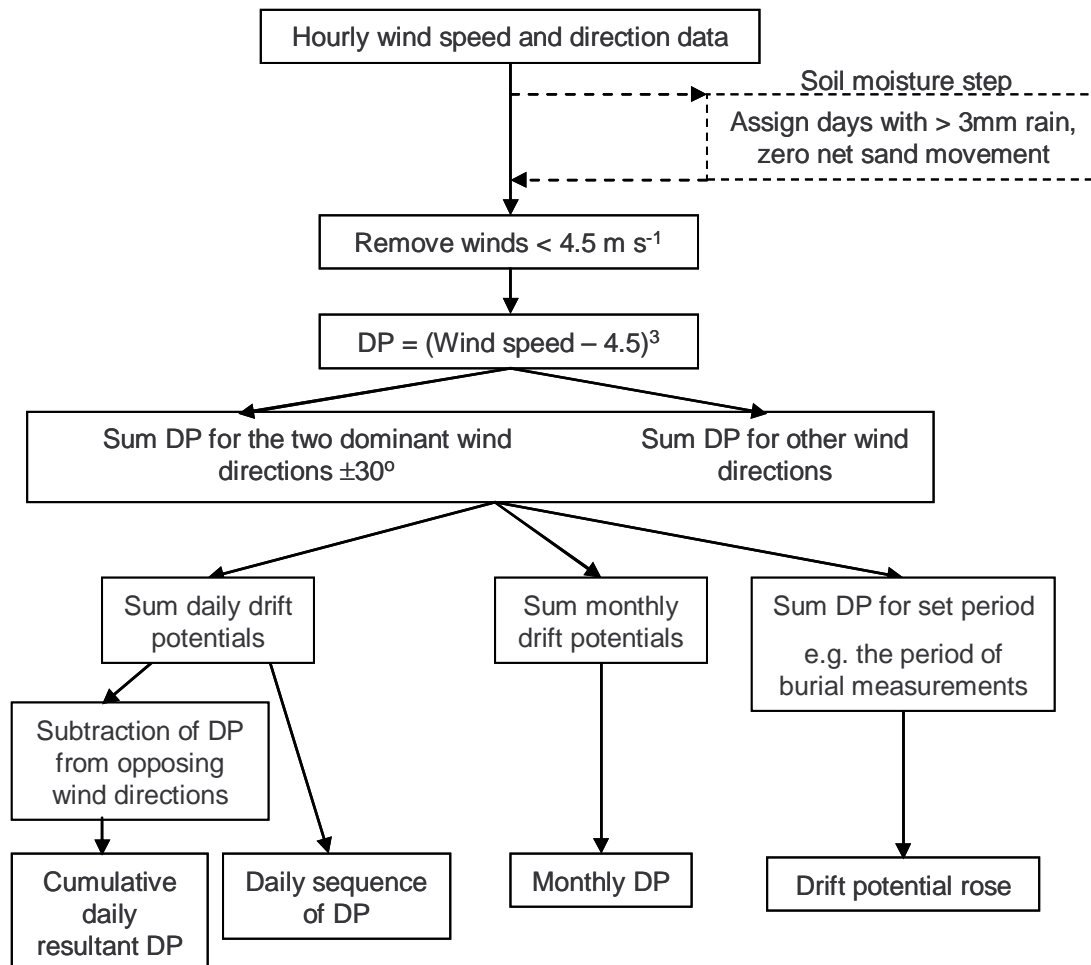 Hourly wind speed and direction data
Soil moisture step
Assign days with > 3mm rain,
zero net sand movement
Remove winds < 4.5 m s⁻¹
DP = (Wind speed – 4.5)³
Sum DP for the two dominant wind
directions ±30º
Sum DP for other wind
directions
Sum daily drift
potentials
Sum monthly
drift potentials
Sum DP for set period
e.g. the period of
burial measurements
Subtraction of DP
from opposing
wind directions
Cumulative
daily
resultant DP
Daily sequence
of DP
Monthly DP
Drift potential rose